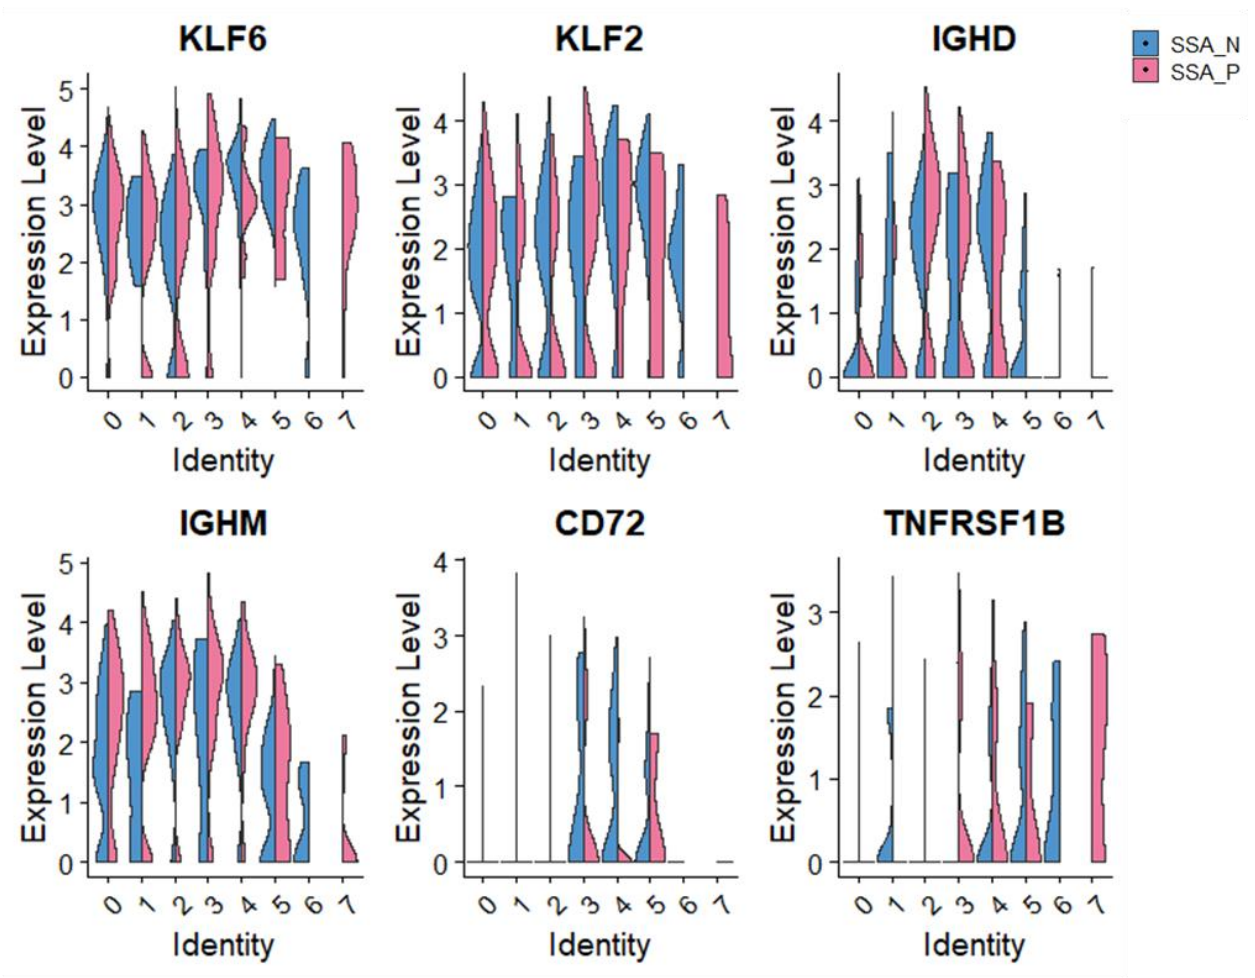 KLF6
KLF2
IGHD
SSA_N
SSA_P
Expression Level
5
4
3
2
1
0
0 1 2 3 4 5 6 7
Identity
Expression Level
4
3
2
1
0
0 1 2 3 4 5 6 7
Identity
Expression Level
4
3
2
1
0
0 1 2 3 4 5 6 7
Identity
IGHM
CD72
TNFRSF1B
Expression Level
5
4
3
2
1
0
0 1 2 3 4 5 6 7
Identity
Expression Level
4
3
2
1
0
0 1 2 3 4 5 6 7
Identity
Expression Level
3
2
1
0
0 1 2 3 4 5 6 7
Identity